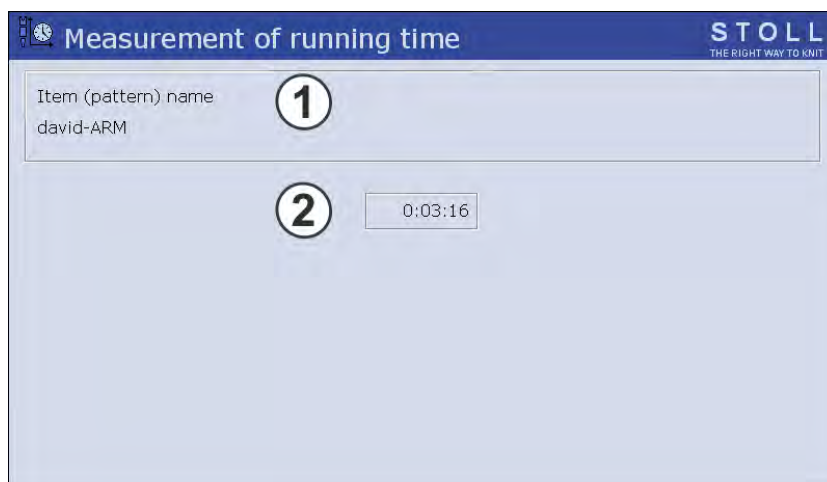 Measurement of running time
STOLL
THE RIGHT WAY TO KNIT
Item (pattern) name
1
david-ARM
2
0:03:16